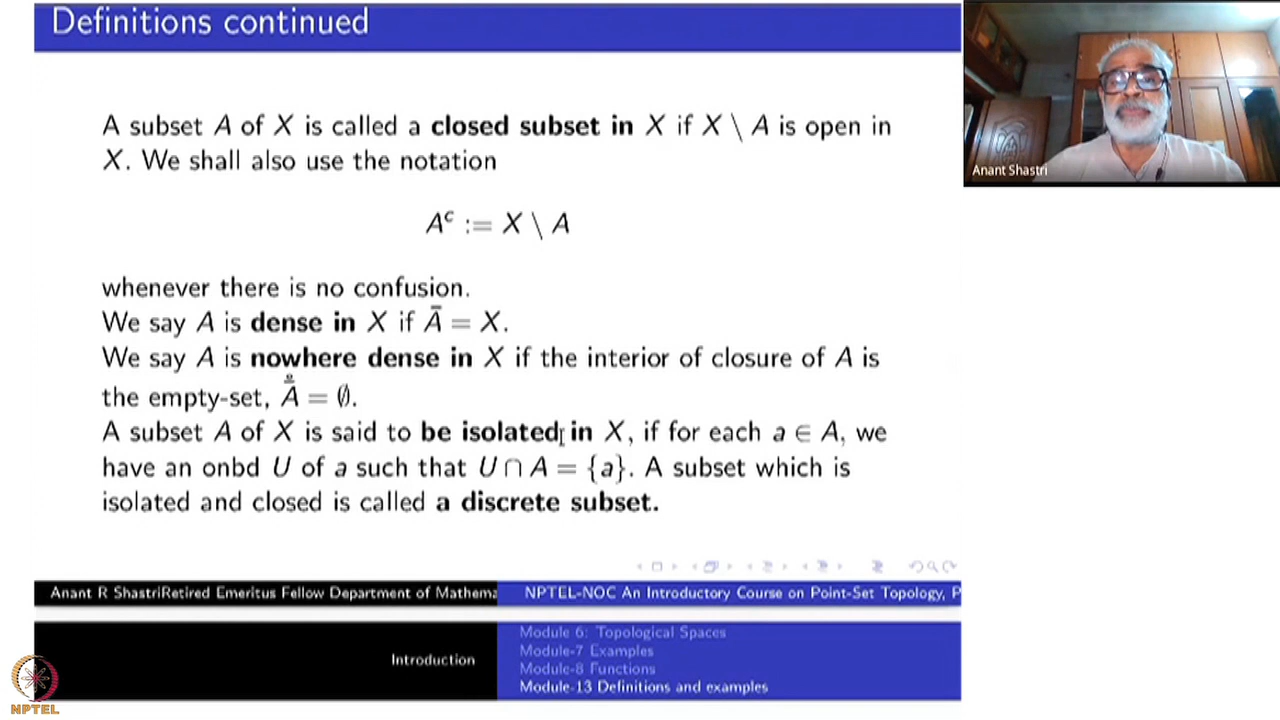 Definitions continued
A subset A of X is called a closed subset in X if X \ A is open in
X. We shall also use the notation
Aᶜ := X \ A
whenever there is no confusion.
We say A is dense in X if Ā = X.
We say A is nowhere dense in X if the interior of closure of A is
the empty-set, Ā̊ = ∅.
A subset A of X is said to be isolated in X, if for each a ∈ A, we
have an onbd U of a such that U ∩ A = {a}. A subset which is
isolated and closed is called a discrete subset.
Anant Shastri
Anant R ShastriRetired Emeritus Fellow Department of Mathema
NPTEL-NOC An Introductory Course on Point-Set Topology, P
Introduction
Module 6: Topological Spaces
Module-7 Examples
Module-8 Functions
Module-13 Definitions and examples
NPTEL